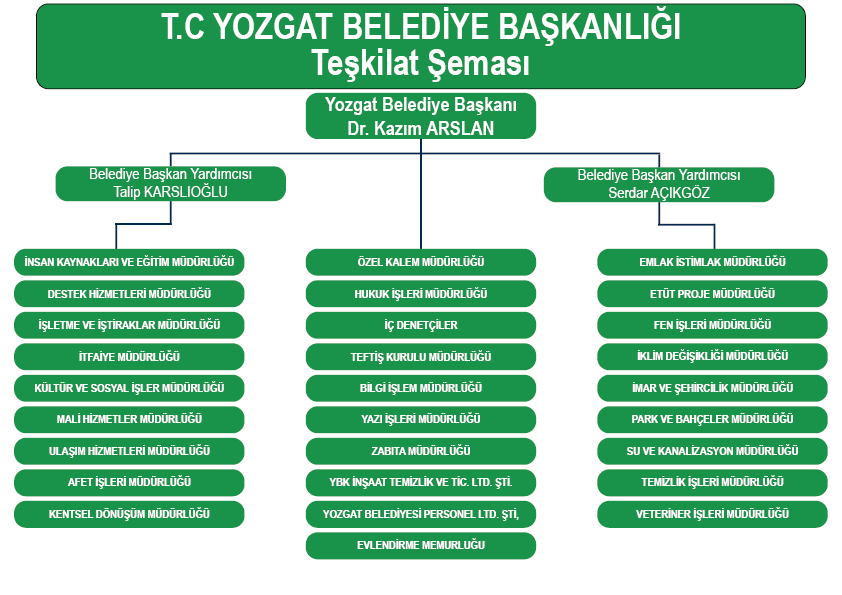 T.C YOZGAT BELEDİYE BAŞKANLIĞI
Teşkilat Şeması
Yozgat Belediye Başkanı
Dr. Kazım ARSLAN
Belediye Başkan Yardımcısı
Talip KARSLIOĞLU
Belediye Başkan Yardımcısı
Serdar AÇIKGÖZ
İNSAN KAYNAKLARI VE EĞİTİM MÜDÜRLÜĞÜ
DESTEK HİZMETLERİ MÜDÜRLÜĞÜ
İŞLETME VE İŞTİRAKLAR MÜDÜRLÜĞÜ
İTFAİYE MÜDÜRLÜĞÜ
KÜLTÜR VE SOSYAL İŞLER MÜDÜRLÜĞÜ
MALİ HİZMETLER MÜDÜRLÜĞÜ
ULAŞIM HİZMETLERİ MÜDÜRLÜĞÜ
AFET İŞLERİ MÜDÜRLÜĞÜ
KENTSEL DÖNÜŞÜM MÜDÜRLÜĞÜ
ÖZEL KALEM MÜDÜRLÜĞÜ
HUKUK İŞLERİ MÜDÜRLÜĞÜ
İÇ DENETÇİLER
TEFTİŞ KURULU MÜDÜRLÜĞÜ
BİLGİ İŞLEM MÜDÜRLÜĞÜ
YAZI İŞLERİ MÜDÜRLÜĞÜ
ZABITA MÜDÜRLÜĞÜ
YBK İNŞAAT TEMİZLİK VE TİC. LTD. ŞTİ.
YOZGAT BELEDİYESİ PERSONEL LTD. ŞTİ,
EVLENDİRME MEMURLUĞU
EMLAK İSTİMLAK MÜDÜRLÜĞÜ
ETÜT PROJE MÜDÜRLÜĞÜ
FEN İŞLERİ MÜDÜRLÜĞÜ
İKLİM DEĞİŞİKLİĞİ MÜDÜRLÜĞÜ
İMAR VE ŞEHİRCİLİK MÜDÜRLÜĞÜ
PARK VE BAHÇELER MÜDÜRLÜĞÜ
SU VE KANALİZASYON MÜDÜRLÜĞÜ
TEMİZLİK İŞLERİ MÜDÜRLÜĞÜ
VETERİNER İŞLERİ MÜDÜRLÜĞÜ